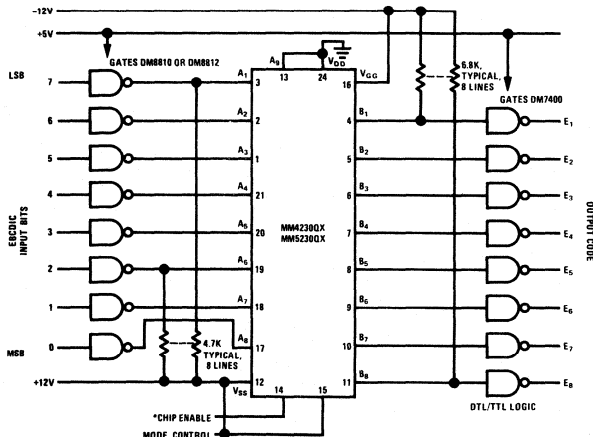 -12V
+5V
GATES DM8810 OR DM8812
LSB
7
6
5
4
3
2
1
0
MSB
EBCDIC
INPUT BITS
+12V
4.7K
TYPICAL,
8 LINES
A₁
A₂
A₃
A₄
A₅
A₆
A₇
A₈
3
2
1
21
20
19
18
17
12
VSS
A₉
13
24
VDD
VGG
16
MM4230QX
MM5230QX
14
15
*CHIP ENABLE
MODE CONTROL
B₁
B₂
B₃
B₄
B₅
B₆
B₇
B₈
4
5
6
7
8
9
10
11
6.8K,
TYPICAL,
8 LINES
GATES DM7400
E₁
E₂
E₃
E₄
E₅
E₆
E₇
E₈
OUTPUT CODE
DTL/TTL LOGIC